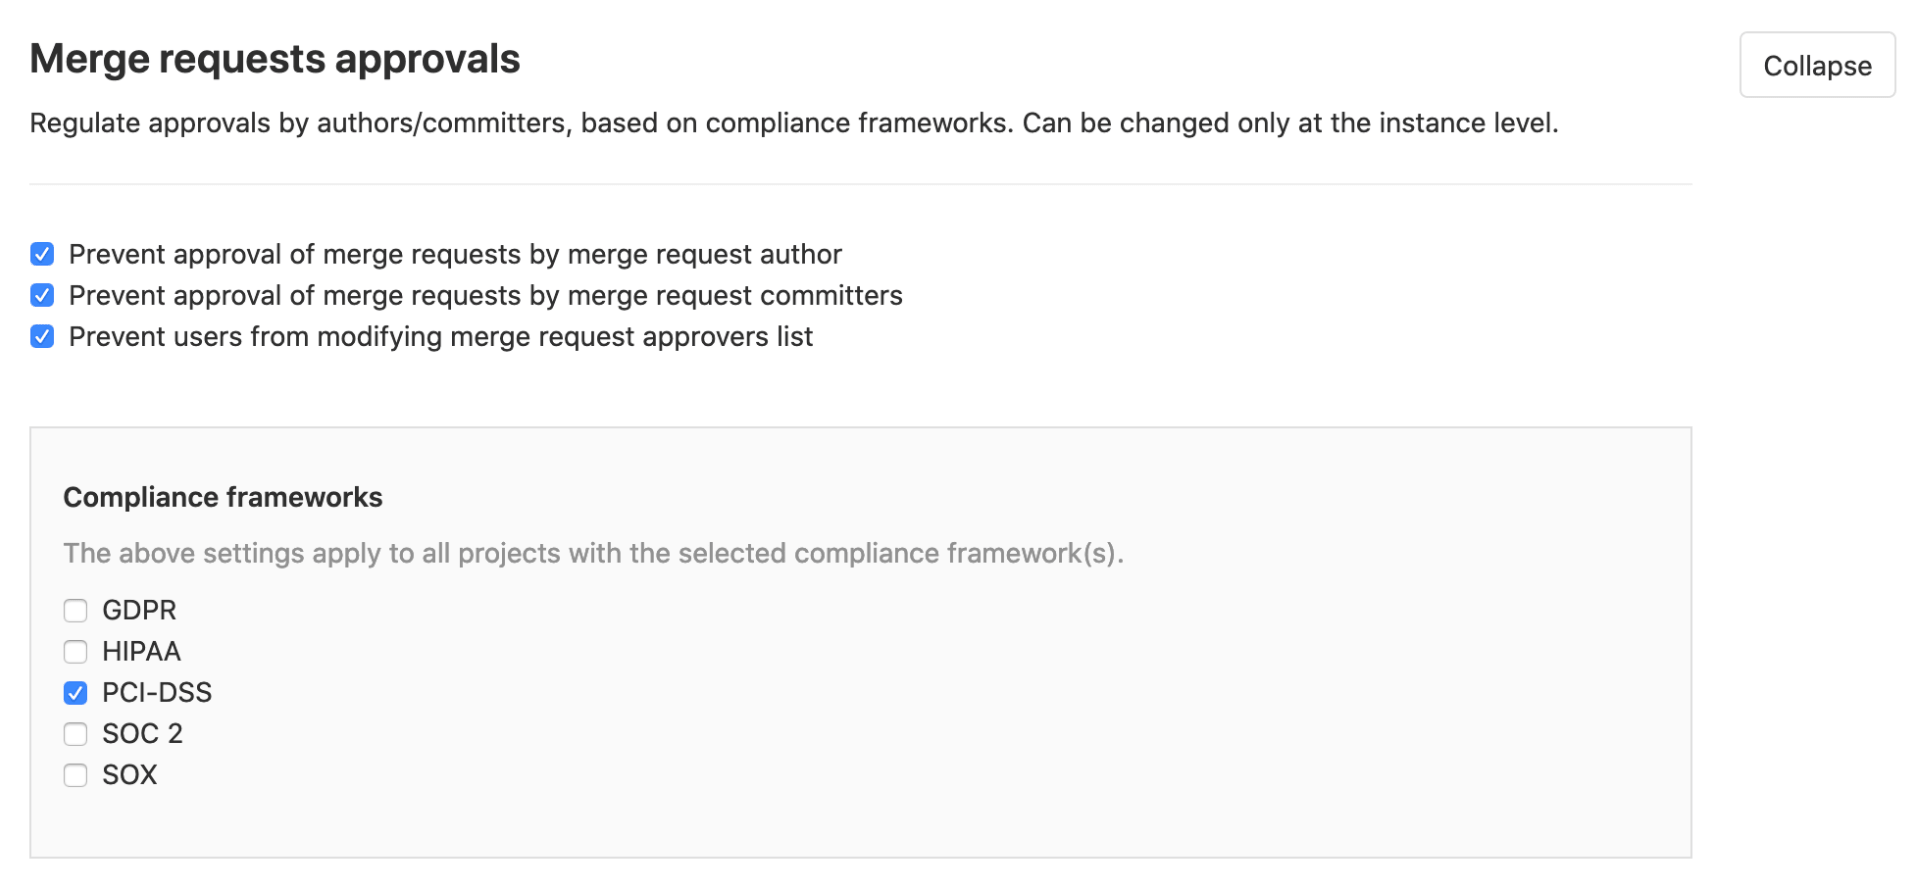 Merge requests approvals
Collapse
Regulate approvals by authors/committers, based on compliance frameworks. Can be changed only at the instance level.
Prevent approval of merge requests by merge request author
Prevent approval of merge requests by merge request committers
Prevent users from modifying merge request approvers list
Compliance frameworks
The above settings apply to all projects with the selected compliance framework(s).
GDPR
HIPAA
PCI-DSS
SOC 2
SOX